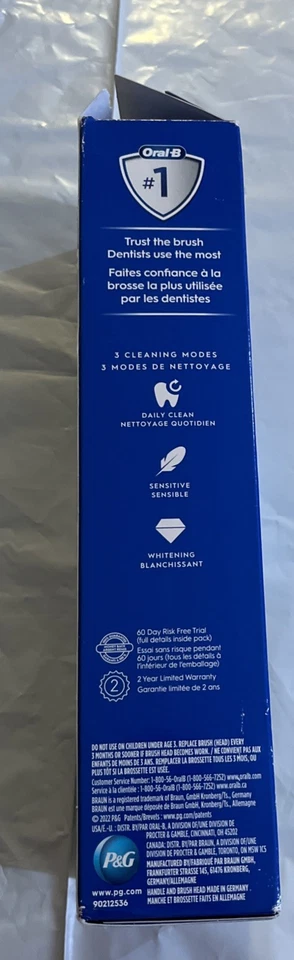 Oral-B
#1
Trust the brush
Dentists use the most
Faites confiance à la
brosse la plus utilisée
par les dentistes
3 CLEANING MODES
3 MODES DE NETTOYAGE
DAILY CLEAN
NETTOYAGE QUOTIDIEN
SENSITIVE
SENSIBLE
WHITENING
BLANCHISSANT
60 Day Risk Free Trial
(full details inside pack)
Essai sans risque pendant
60 jours (tous les détails à
l'intérieur de l'emballage)
2
2 Year Limited Warranty
Garantie limitée de 2 ans
DO NOT USE ON CHILDREN UNDER AGE 3. REPLACE BRUSH (HEAD) EVERY
3 MONTHS OR SOONER IF BRUSH HEAD BECOMES WORN. / NE CONVIENT PAS AUX
ENFANTS DE MOINS DE 3 ANS. REMPLACER LA BROSSETTE TOUS LES 3 MOIS, OU
PLUS TÔT SI LA BROSSETTE EST USÉE.
Customer Service Number: 1-800-56-OralB (1-800-566-7252) www.oralb.com
Service à la clientèle : 1-800-56-OralB (1-800-566-7252) www.oralb.ca
BRAUN is a registered trademark of Braun, GmbH Kronberg/Ts., Germany
BRAUN est une marque déposée de Braun GmbH, Kronberg/Ts., Allemagne
© 2022 P&G Patents/Brevets : www.pg.com/patents
USA/É.-U.: DISTR. BY/PAR ORAL-B, A DIVISION OF/UNE DIVISION DE
PROCTER & GAMBLE, CINCINNATI, OH 45202
CANADA: DISTR. BY/PAR BRAUN, A DIVISION OF/UNE
DIVISION DE PROCTER & GAMBLE, TORONTO, ON M5W 1C5
P&G
MANUFACTURED BY/FABRIQUÉ PAR BRAUN GMBH,
FRANKFURTER STRASSE 145, 61476 KRONBERG,
GERMANY/ALLEMAGNE
www.pg.com HANDLE AND BRUSH HEAD MADE IN GERMANY
90212536 MANCHE ET BROSSETTE FAITS EN ALLEMAGNE